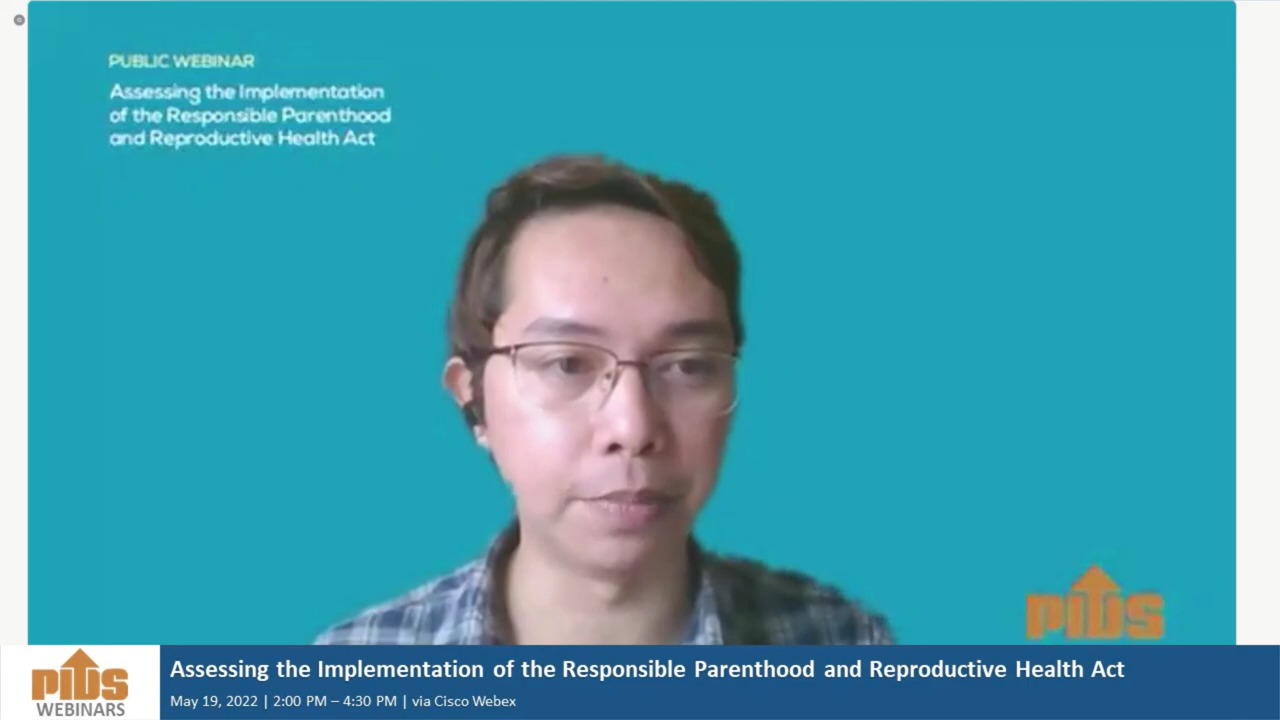 PUBLIC WEBINAR
Assessing the Implementation
of the Responsible Parenthood
and Reproductive Health Act
PIDS
PIDS
WEBINARS
Assessing the Implementation of the Responsible Parenthood and Reproductive Health Act
May 19, 2022 | 2:00 PM – 4:30 PM | via Cisco Webex